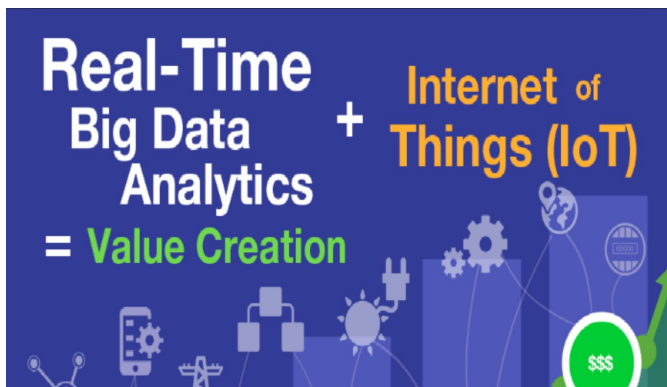 Real-Time
Big Data
Analytics
+
Internet of
Things (IoT)
= Value Creation
$$$